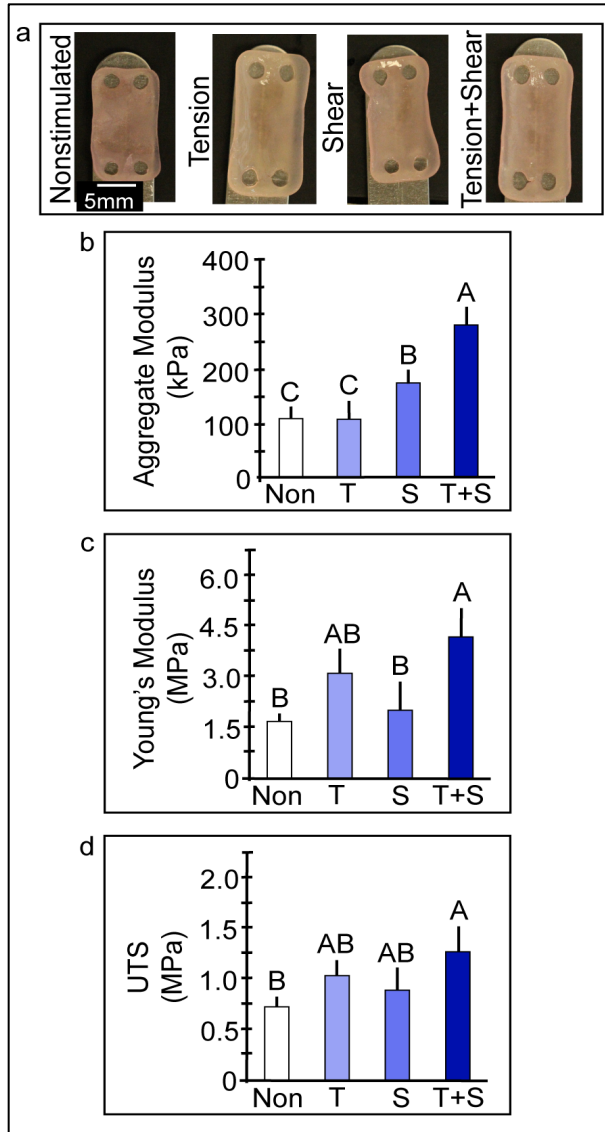 a
Nonstimulated
Tension
Shear
Tension+Shear
5mm
b
Aggregate Modulus
(kPa)
400
300
200
100
0
C
C
B
A
Non T S T+S
c
Young's Modulus
(MPa)
6.0
4.5
3.0
1.5
0
B
AB
B
A
Non T S T+S
d
UTS
(MPa)
2.0
1.5
1.0
0.5
0
B
AB
AB
A
Non T S T+S